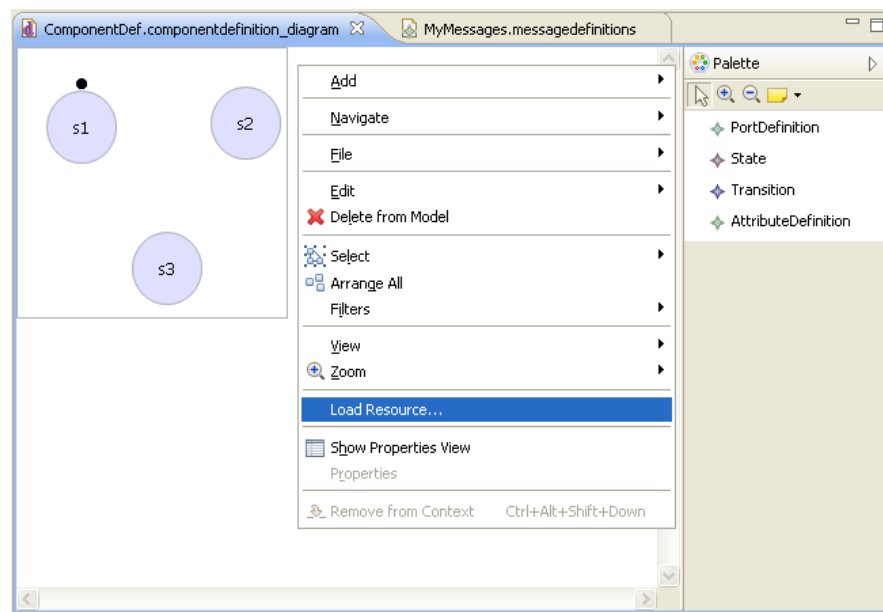 ComponentDef.componentdefinition_diagram
MyMessages.messagedefinitions
s1
s2
s3
Add
Navigate
File
Edit
Delete from Model
Select
Arrange All
Filters
View
Zoom
Load Resource...
Show Properties View
Properties
Remove from Context Ctrl+Alt+Shift+Down
Palette
PortDefinition
State
Transition
AttributeDefinition